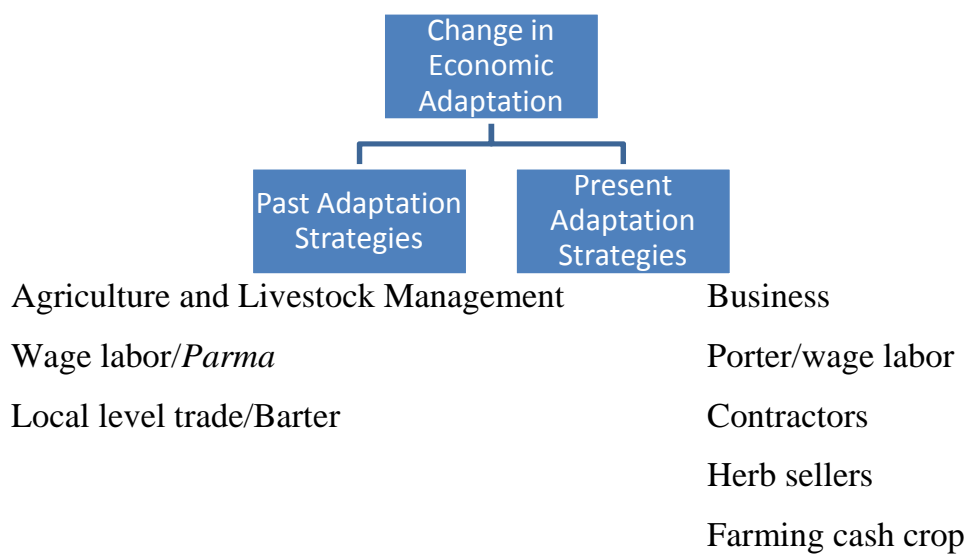 Change in
Economic
Adaptation
Past Adaptation
Strategies
Present
Adaptation
Strategies
Agriculture and Livestock Management
Business
Wage labor/Parma
Porter/wage labor
Local level trade/Barter
Contractors
Herb sellers
Farming cash crop